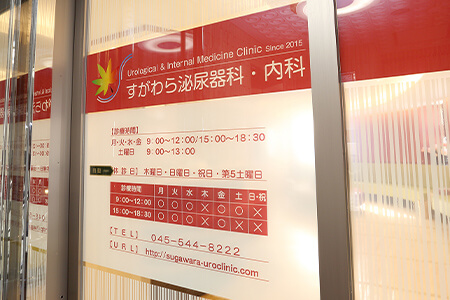 Urological & Internal Medicine Clinic Since 2015
すがわら泌尿器科・内科
【診療時間】
月・火・水・金 9:00〜12:00/15:00〜18:30
土曜日 9:00〜13:00
【休診日】 木曜日・日曜日・祝日・第5土曜日
診療時間 月 火 水 木 金 土 日・祝
9:00〜12:00 ○ ○ ○ × ○ ○ ×
15:00〜18:30 ○ ○ ○ × ○ × ×
【TEL】 045-544-8222
【URL】 http://sugawara-uroclinic.com